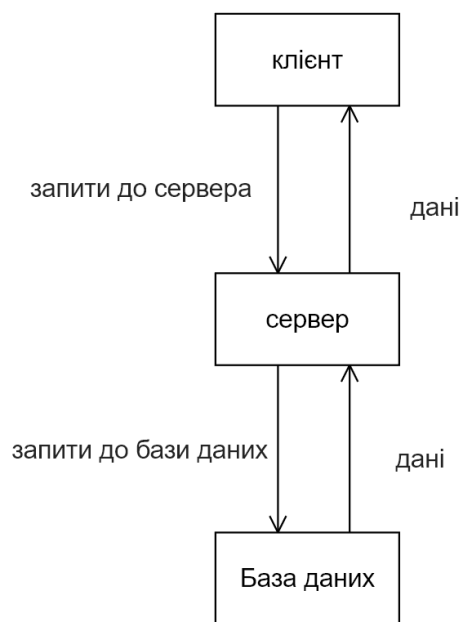 клієнт
запити до сервера
дані
сервер
запити до бази даних
дані
База даних